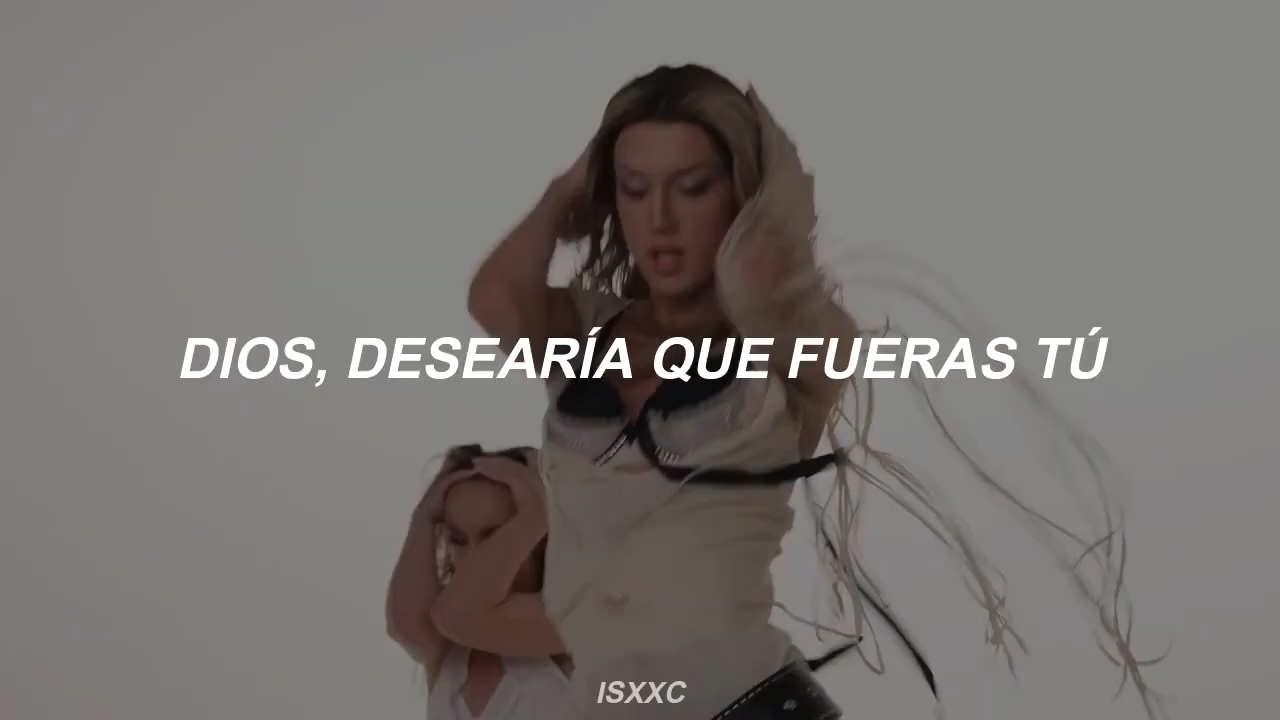 DIOS, DESEARÍA QUE FUERAS TÚ
ISXXC